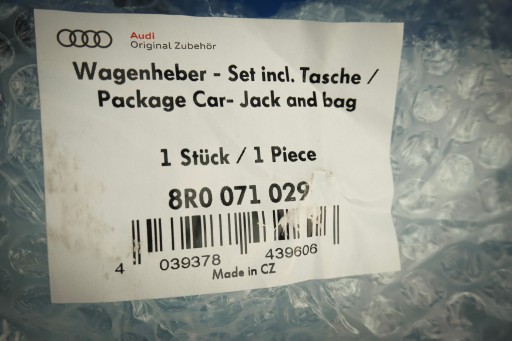 Audi
Original Zubehör
Wagenheber - Set incl. Tasche /
Package Car- Jack and bag
1 Stück / 1 Piece
8R0 071 029
4 039378 439606
Made in CZ